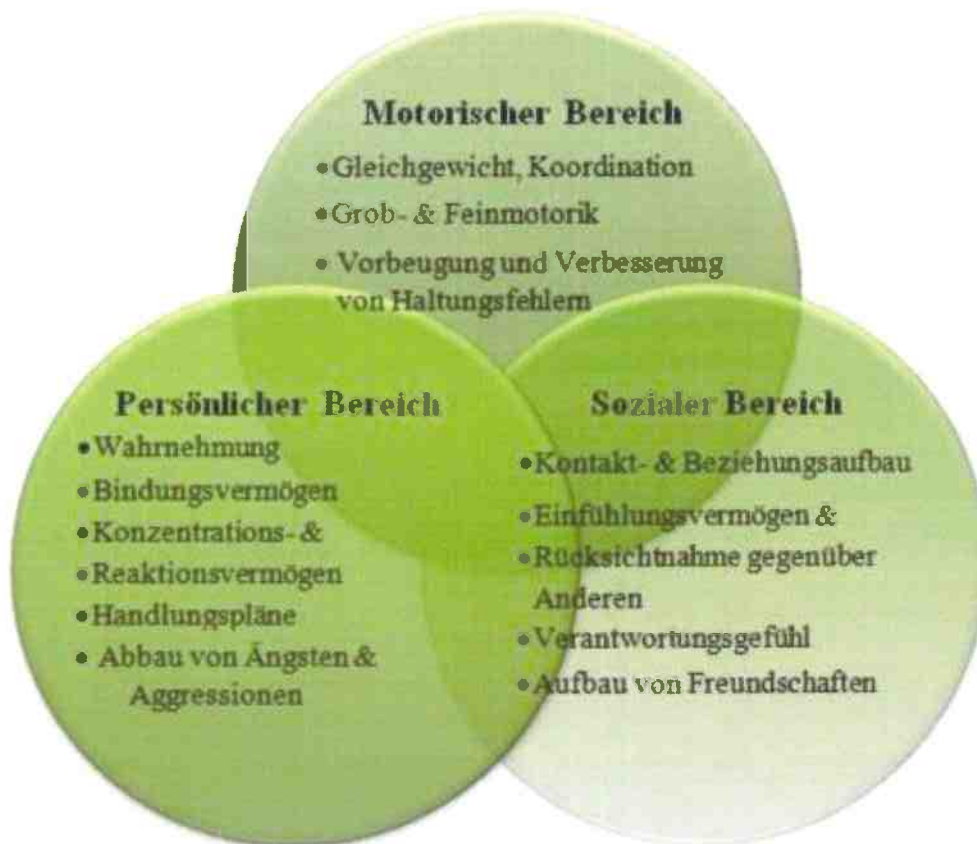 Motorischer Bereich
•Gleichgewicht, Koordination
•Grob- & Feinmotorik
• Vorbeugung und Verbesserung
von Haltungsfehlern
Persönlicher Bereich
•Wahrnehmung
•Bindungsvermögen
•Konzentrations- &
•Reaktionsvermögen
•Handlungspläne
• Abbau von Ängsten &
Aggressionen
Sozialer Bereich
•Kontakt- & Beziehungsaufbau
•Einfühlungsvermögen &
•Rücksichtnahme gegenüber
Anderen
•Verantwortungsgefühl
•Aufbau von Freundschaften